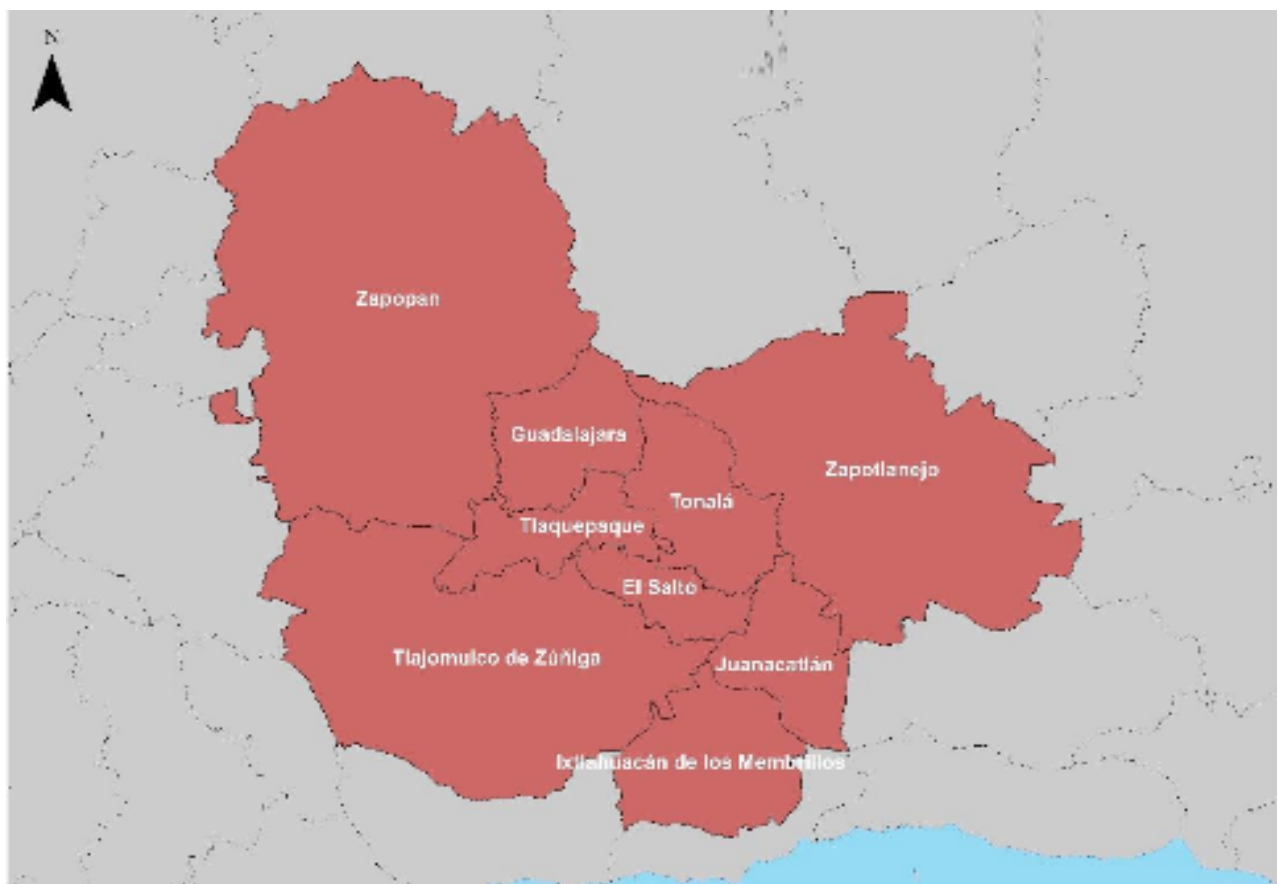 N
Zapopan
Guadalajara
Zapotlanejo
Tonalá
Tlaquepaque
El Salto
Tlajomulco de Zúñiga
Juanacatlán
Ixtlahuacán de los Membrillos